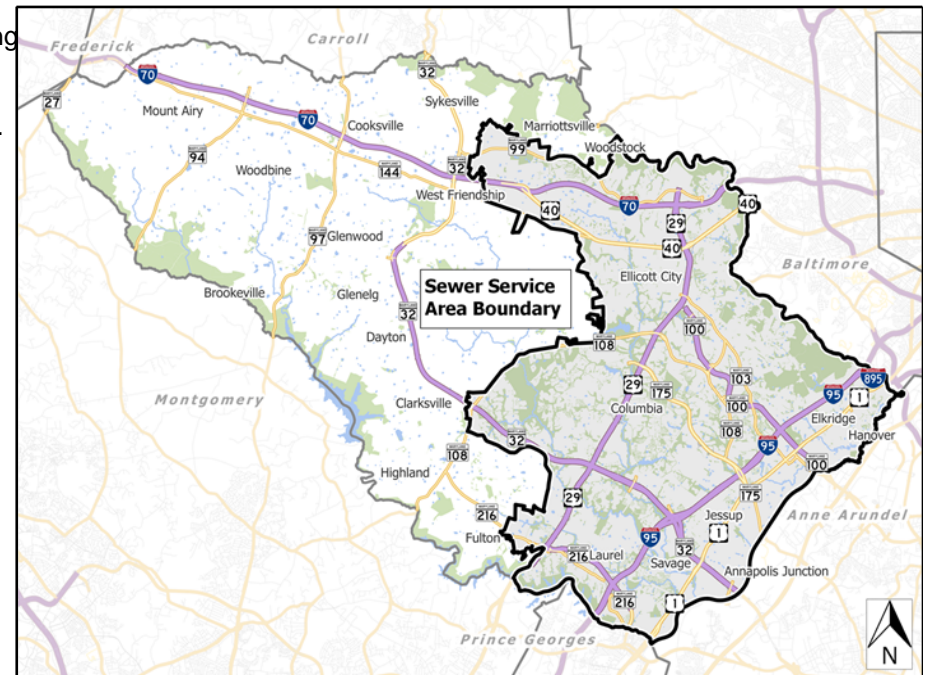 ng
.
Frederick
Carroll
70
32
27
Mount Airy
Sykesville
70
Cooksville
Marriottsville
99
Woodstock
94
Woodbine
144
32
West Friendship
70
40
40
29
97
Glenwood
40
Baltimore
Ellicott City
Sewer Service
Area Boundary
Brookeville
Glenelg
32
100
Dayton
108
103
895
29
175
95
1
Montgomery
Clarksville
Columbia
100
Elkridge
108
Hanover
32
95
108
100
Highland
29
175
216
Jessup
Anne Arundel
Fulton
95
1
216
Laurel
32
Savage
Annapolis Junction
216
1
Prince Georges
N